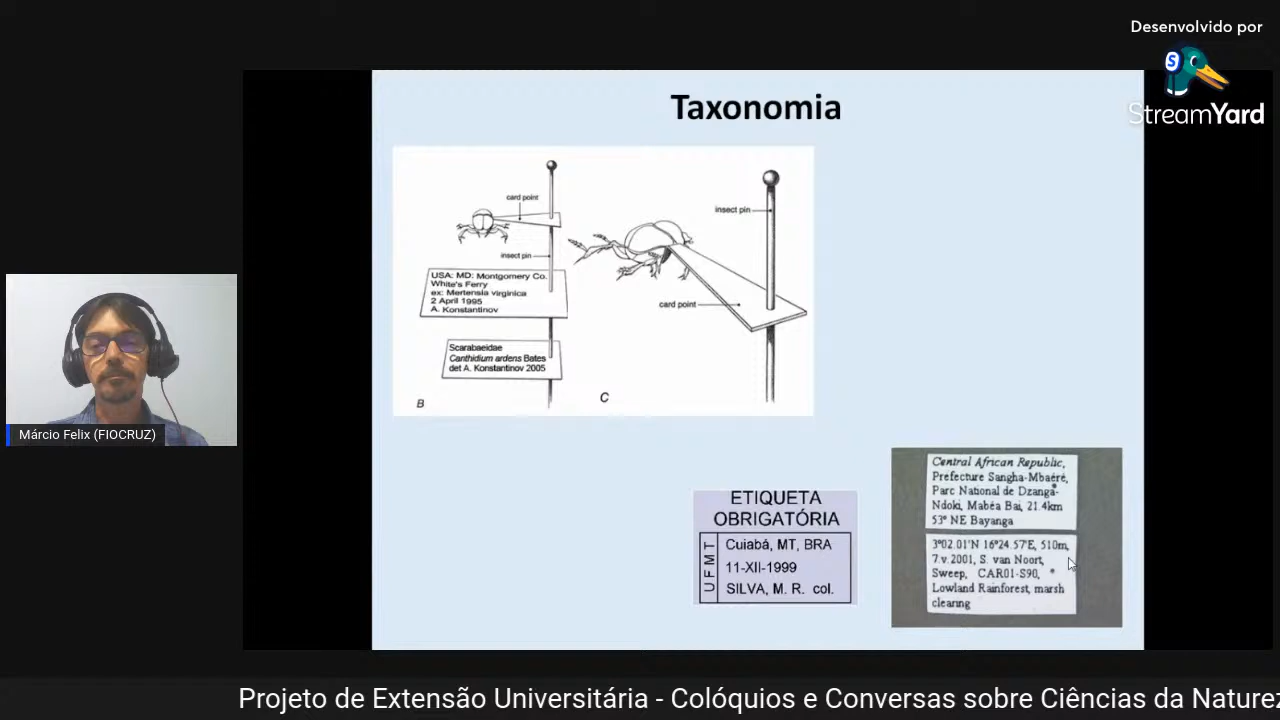 Desenvolvido por
StreamYard
Taxonomia
card point
insect pin
USA: MD: Montgomery Co.
White's Ferry
ex: Mertensia virginica
2 April 1995
A. Konstantinov
Scarabaeidae
Canthidium ardens Bates
det A. Konstantinov 2005
B
insect pin
card point
C
ETIQUETA
OBRIGATÓRIA
UFMT
Cuiabá, MT, BRA
11-XII-1999
SILVA, M. R. col.
Central African Republic,
Prefecture Sangha-Mbaéré,
Parc National de Dzanga-
Ndoki, Mabéa Bai, 21.4km
53° NE Bayanga
3°02.01'N 16°24.57'E, 510m,
7.v.2001, S. van Noort,
Sweep, CAR01-S90,
Lowland Rainforest, marsh
clearing
Márcio Felix (FIOCRUZ)
Projeto de Extensão Universitária - Colóquios e Conversas sobre Ciências da Naturez